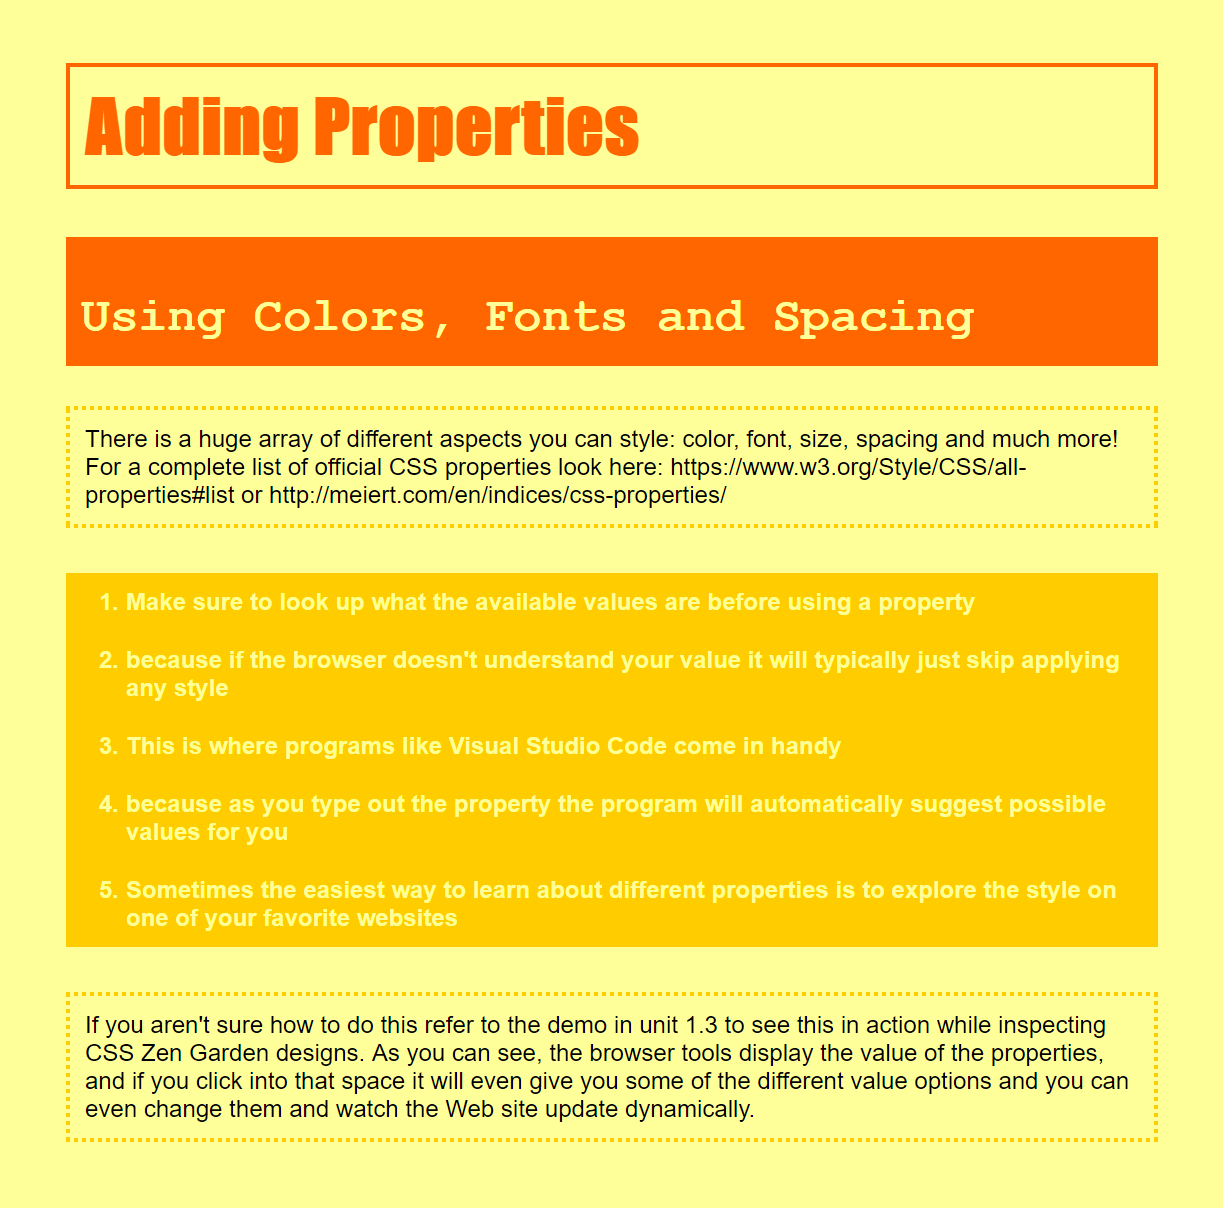 Adding Properties
Using Colors, Fonts and Spacing
There is a huge array of different aspects you can style: color, font, size, spacing and much more!
For a complete list of official CSS properties look here: https://www.w3.org/Style/CSS/all-
properties#list or http://meiert.com/en/indices/css-properties/
1. Make sure to look up what the available values are before using a property
2. because if the browser doesn't understand your value it will typically just skip applying
any style
3. This is where programs like Visual Studio Code come in handy
4. because as you type out the property the program will automatically suggest possible
values for you
5. Sometimes the easiest way to learn about different properties is to explore the style on
one of your favorite websites
If you aren't sure how to do this refer to the demo in unit 1.3 to see this in action while inspecting
CSS Zen Garden designs. As you can see, the browser tools display the value of the properties,
and if you click into that space it will even give you some of the different value options and you can
even change them and watch the Web site update dynamically.